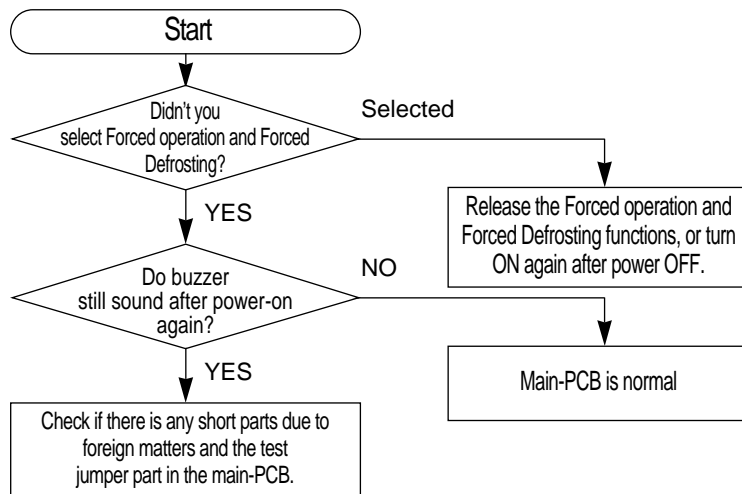 Start
Didn't you
select Forced operation and Forced
Defrosting?
Selected
YES
Release the Forced operation and
Forced Defrosting functions, or turn
ON again after power OFF.
Do buzzer
still sound after power-on
again?
NO
YES
Main-PCB is normal
Check if there is any short parts due to
foreign matters and the test
jumper part in the main-PCB.